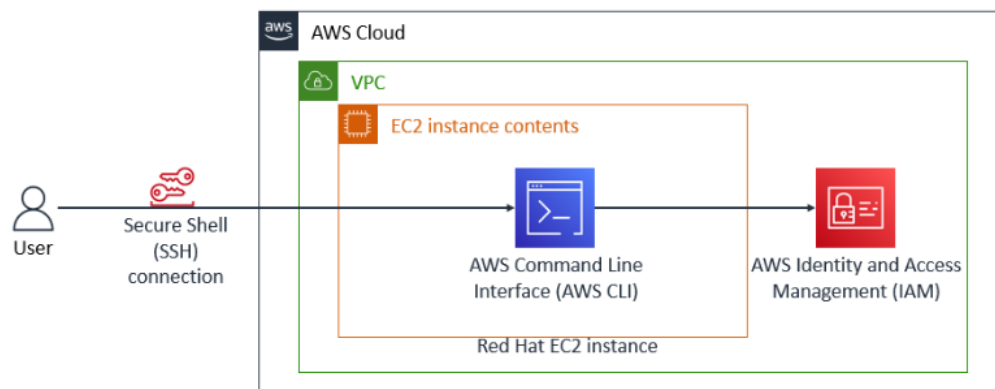 aws
AWS Cloud
VPC
EC2 instance contents
User
Secure Shell
(SSH)
connection
AWS Command Line
Interface (AWS CLI)
AWS Identity and Access
Management (IAM)
Red Hat EC2 instance